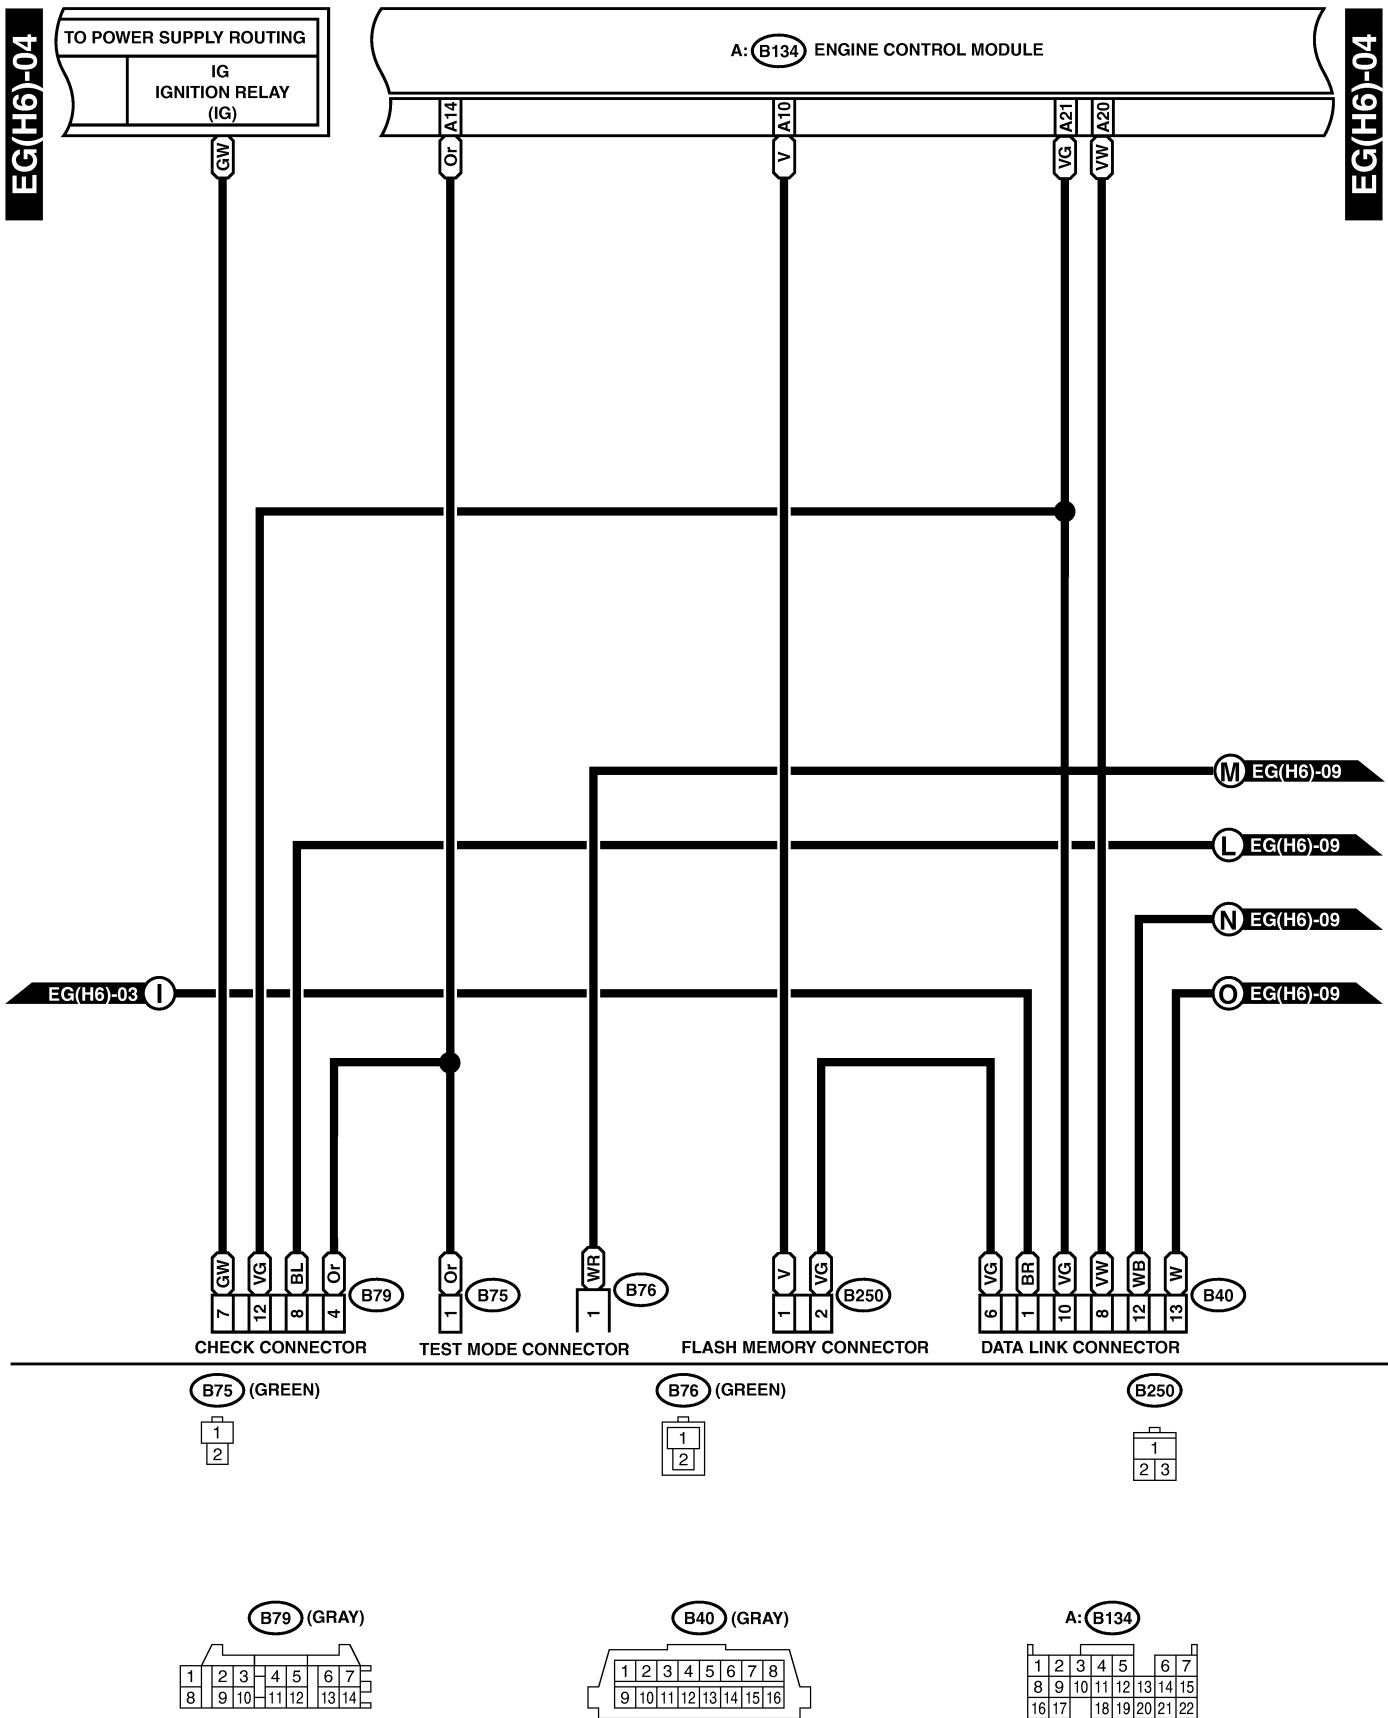 EG(H6)-04
TO POWER SUPPLY ROUTING
IG
IGNITION RELAY
(IG)
A: B134 ENGINE CONTROL MODULE
EG(H6)-04
A14 A10 A21 A20
GW Or V VG VW
M EG(H6)-09
L EG(H6)-09
N EG(H6)-09
EG(H6)-03 I
O EG(H6)-09
GW VG BL Or Or WR V VG VG BR VG VW WB W
7 12 8 4 B79 1 B75 1 B76 1 2 B250 6 1 10 8 12 13 B40
CHECK CONNECTOR TEST MODE CONNECTOR FLASH MEMORY CONNECTOR DATA LINK CONNECTOR
B75 (GREEN) B76 (GREEN) B250
1 1 1
2 2 2 3
B79 (GRAY) B40 (GRAY) A: B134
1 2 3 4 5 6 7
8 9 10 11 12 13 14
1 2 3 4 5 6 7 8
9 10 11 12 13 14 15 16
1 2 3 4 5 6 7
8 9 10 11 12 13 14 15
16 17 18 19 20 21 22